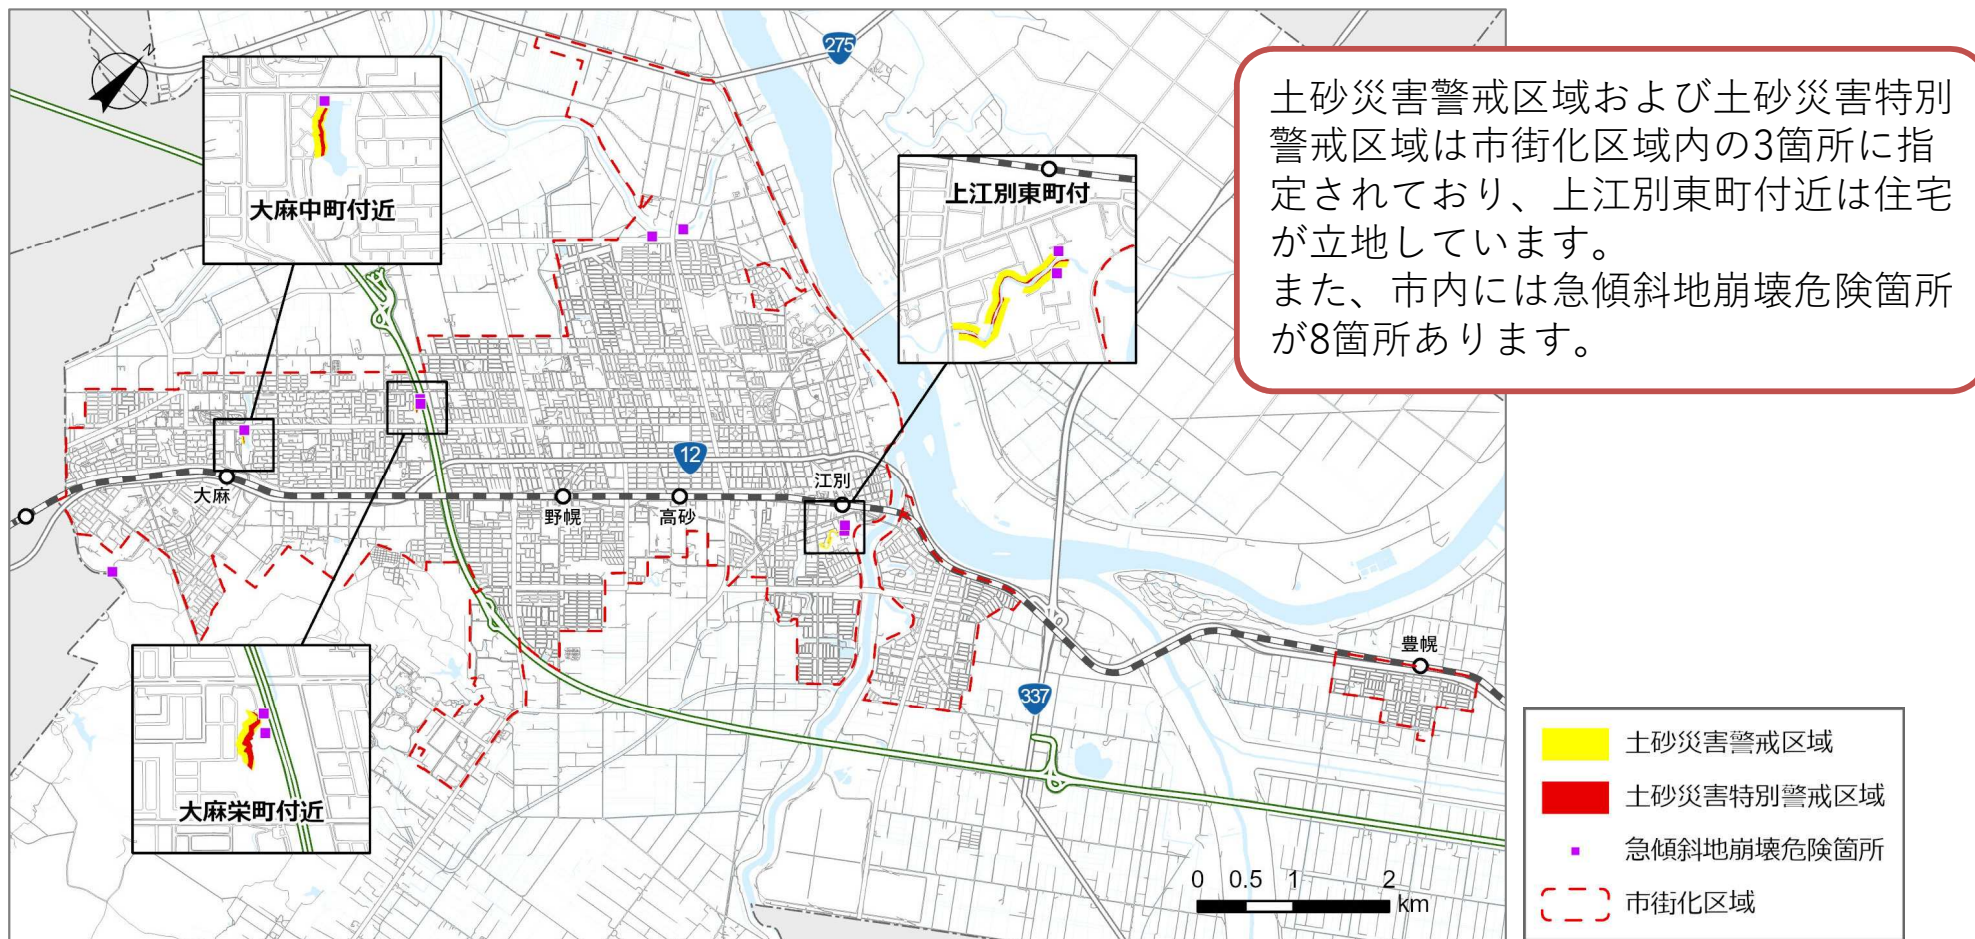 275
N
土砂災害警戒区域および土砂災害特別
警戒区域は市街化区域内の3箇所に指
定されており、上江別東町付近は住宅
が立地しています。
また、市内には急傾斜地崩壊危険箇所
が8箇所あります。
大麻中町付近
上江別東町付
12
大麻
野幌
高砂
江別
豊幌
337
大麻栄町付近
土砂災害警戒区域
土砂災害特別警戒区域
急傾斜地崩壊危険箇所
市街化区域
0 0.5 1 2
km